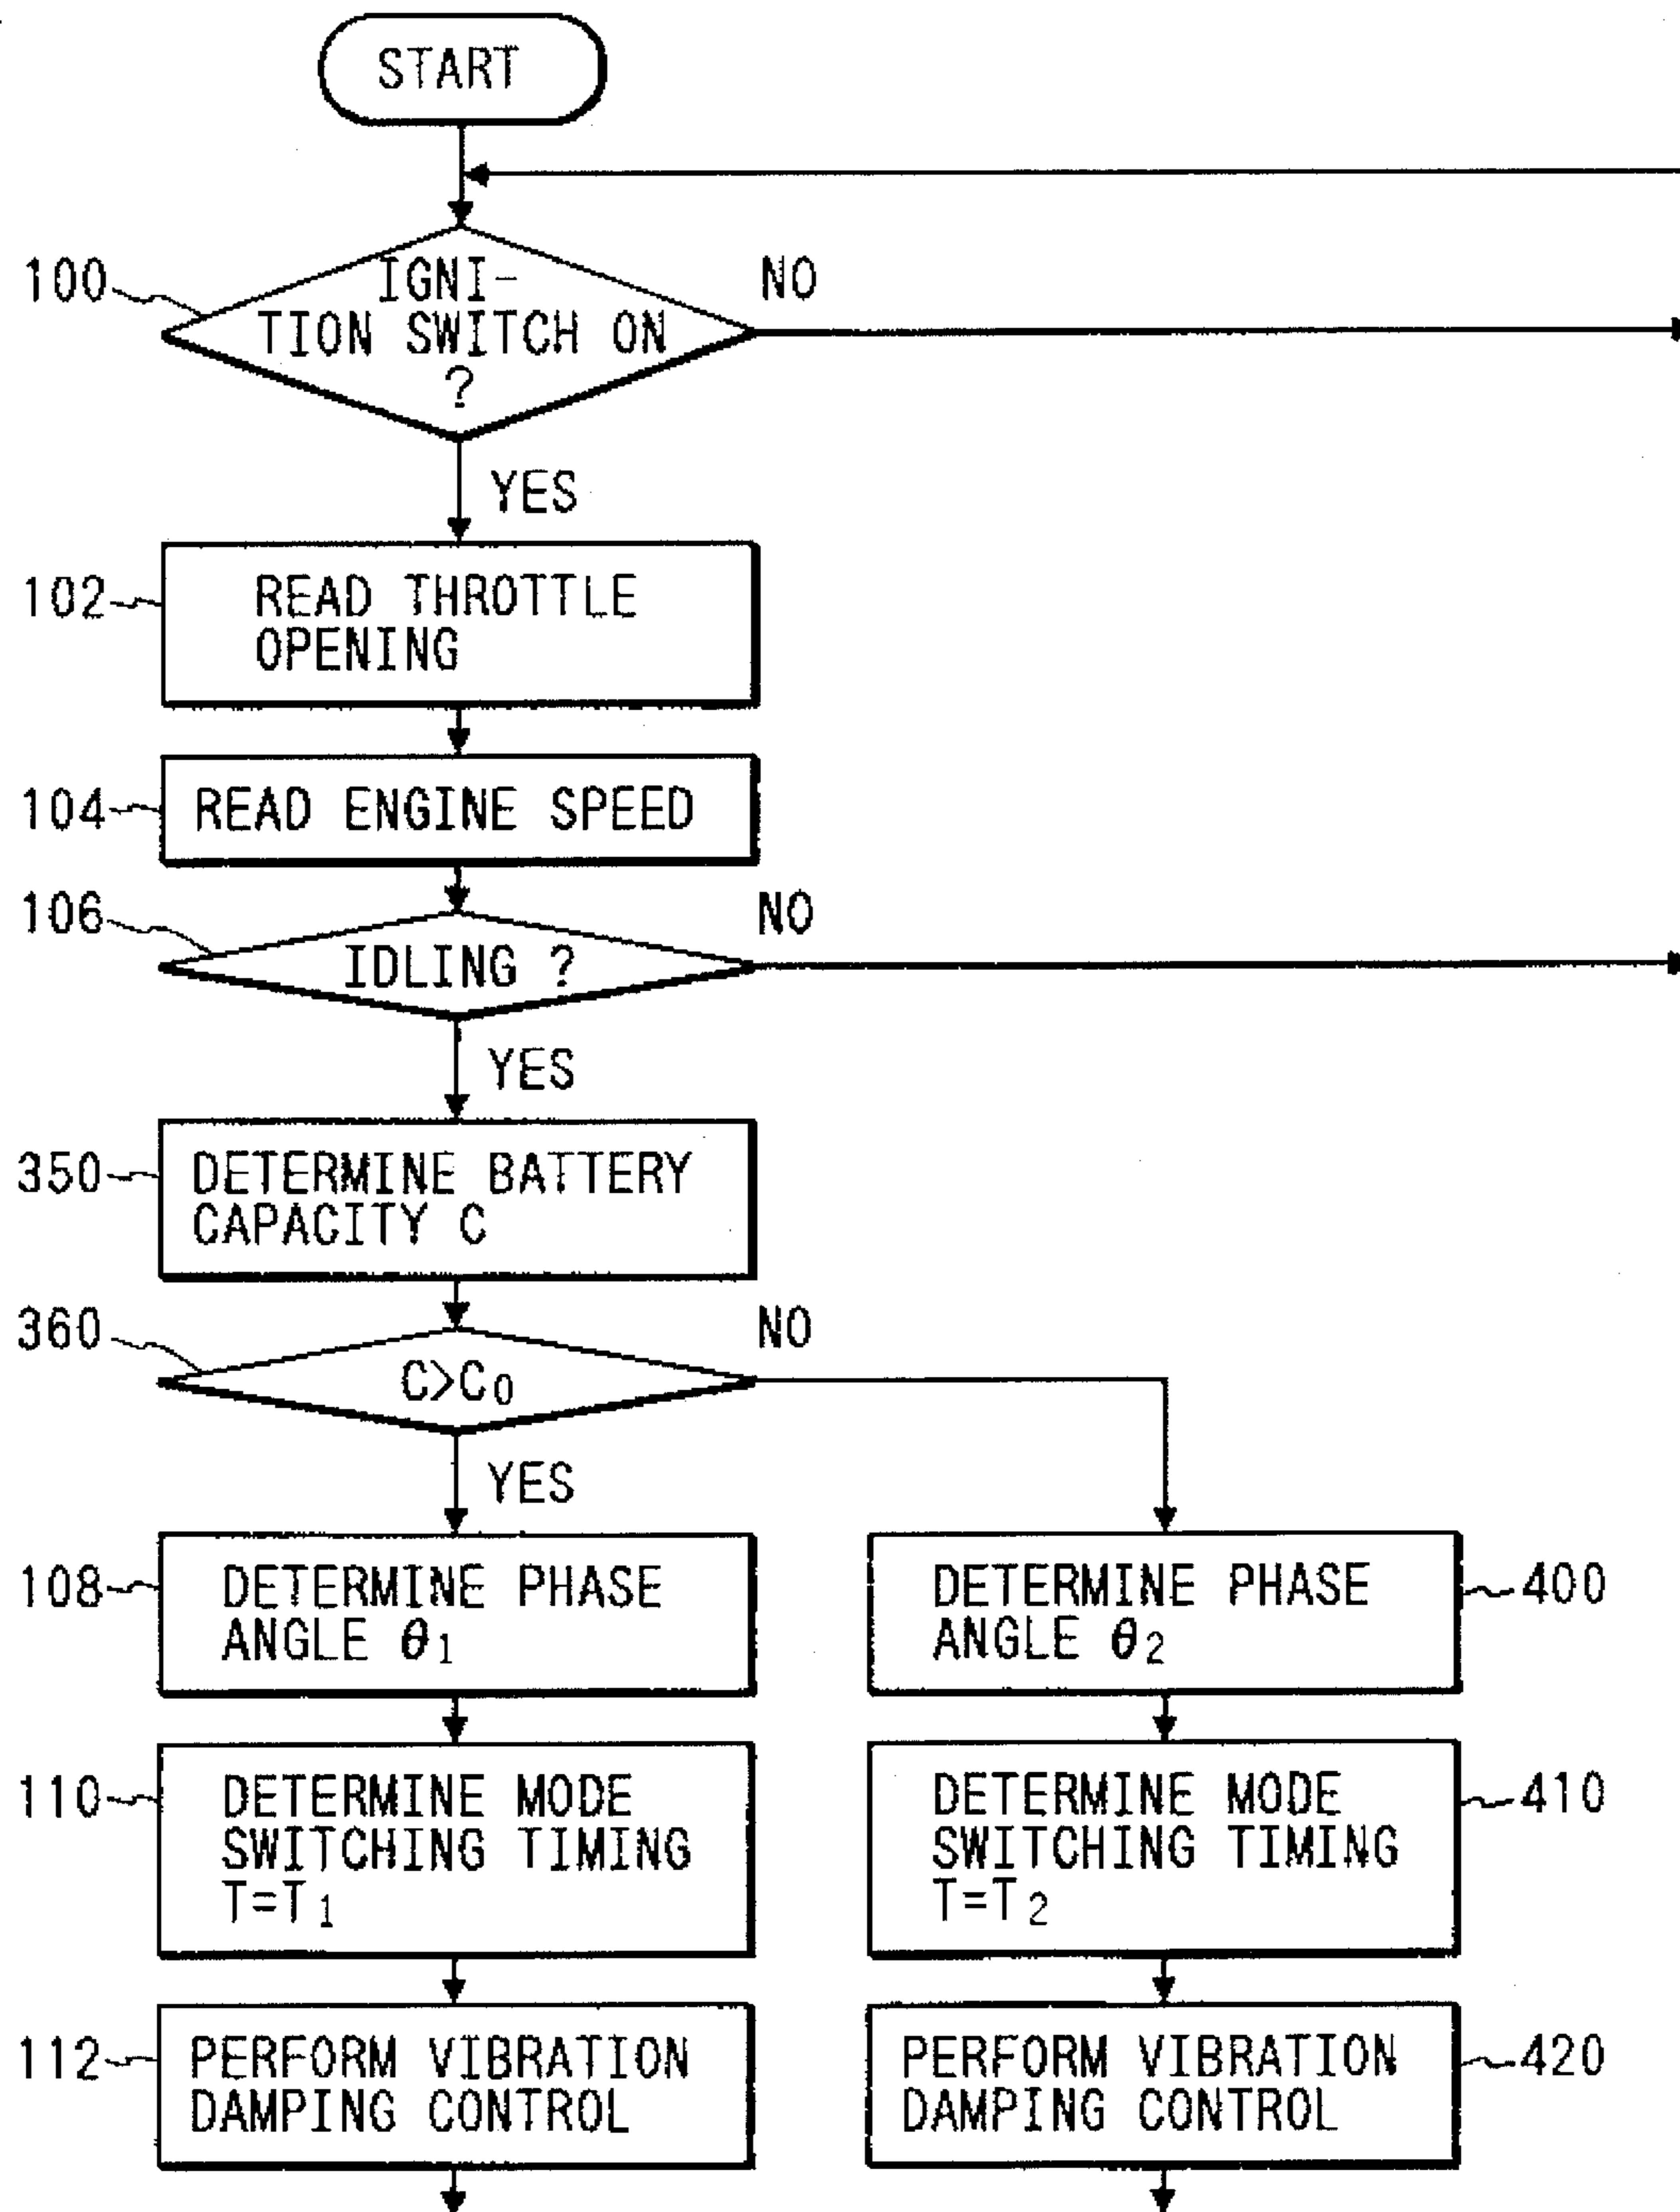 START
100
IGNI-
TION SWITCH ON
?
NO
YES
102
READ THROTTLE
OPENING
104
READ ENGINE SPEED
106
IDLING ?
NO
YES
350
DETERMINE BATTERY
CAPACITY C
360
C>C₀
NO
YES
108
DETERMINE PHASE
ANGLE θ₁
DETERMINE PHASE
ANGLE θ₂
400
110
DETERMINE MODE
SWITCHING TIMING
T=T₁
DETERMINE MODE
SWITCHING TIMING
T=T₂
410
112
PERFORM VIBRATION
DAMPING CONTROL
PERFORM VIBRATION
DAMPING CONTROL
420